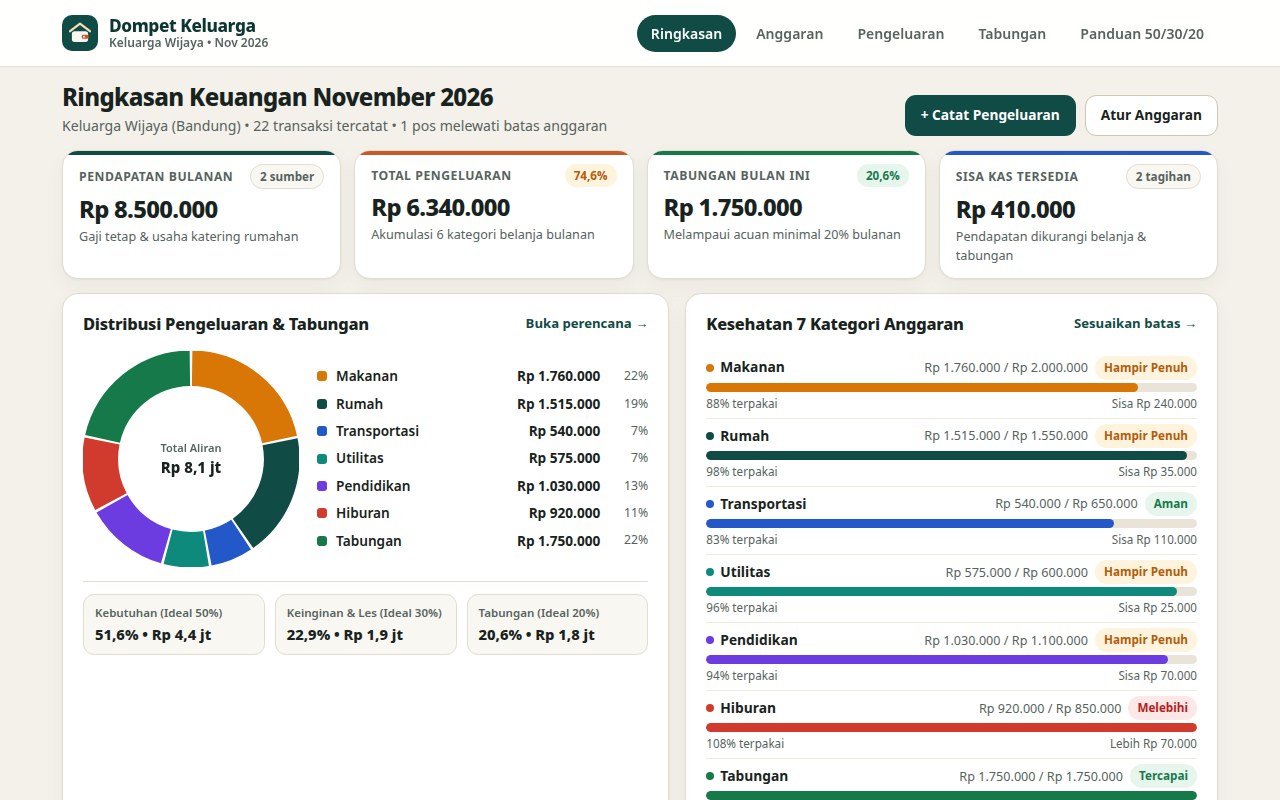 Dompet Keluarga
Keluarga Wijaya • Nov 2026
Ringkasan
Anggaran
Pengeluaran
Tabungan
Panduan 50/30/20
Ringkasan Keuangan November 2026
Keluarga Wijaya (Bandung) • 22 transaksi tercatat • 1 pos melewati batas anggaran
+ Catat Pengeluaran
Atur Anggaran
PENDAPATAN BULANAN
2 sumber
Rp 8.500.000
Gaji tetap & usaha katering rumahan
TOTAL PENGELUARAN
74,6%
Rp 6.340.000
Akumulasi 6 kategori belanja bulanan
TABUNGAN BULAN INI
20,6%
Rp 1.750.000
Melampaui acuan minimal 20% bulanan
SISA KAS TERSEDIA
2 tagihan
Rp 410.000
Pendapatan dikurangi belanja &
tabungan
Distribusi Pengeluaran & Tabungan
Buka perencana →
Total Aliran
Rp 8,1 jt
Makanan Rp 1.760.000 22%
Rumah Rp 1.515.000 19%
Transportasi Rp 540.000 7%
Utilitas Rp 575.000 7%
Pendidikan Rp 1.030.000 13%
Hiburan Rp 920.000 11%
Tabungan Rp 1.750.000 22%
Kebutuhan (Ideal 50%)
51,6% • Rp 4,4 jt
Keinginan & Les (Ideal 30%)
22,9% • Rp 1,9 jt
Tabungan (Ideal 20%)
20,6% • Rp 1,8 jt
Kesehatan 7 Kategori Anggaran
Sesuaikan batas →
Makanan Rp 1.760.000 / Rp 2.000.000 Hampir Penuh
88% terpakai Sisa Rp 240.000
Rumah Rp 1.515.000 / Rp 1.550.000 Hampir Penuh
98% terpakai Sisa Rp 35.000
Transportasi Rp 540.000 / Rp 650.000 Aman
83% terpakai Sisa Rp 110.000
Utilitas Rp 575.000 / Rp 600.000 Hampir Penuh
96% terpakai Sisa Rp 25.000
Pendidikan Rp 1.030.000 / Rp 1.100.000 Hampir Penuh
94% terpakai Sisa Rp 70.000
Hiburan Rp 920.000 / Rp 850.000 Melebihi
108% terpakai Lebih Rp 70.000
Tabungan Rp 1.750.000 / Rp 1.750.000 Tercapai